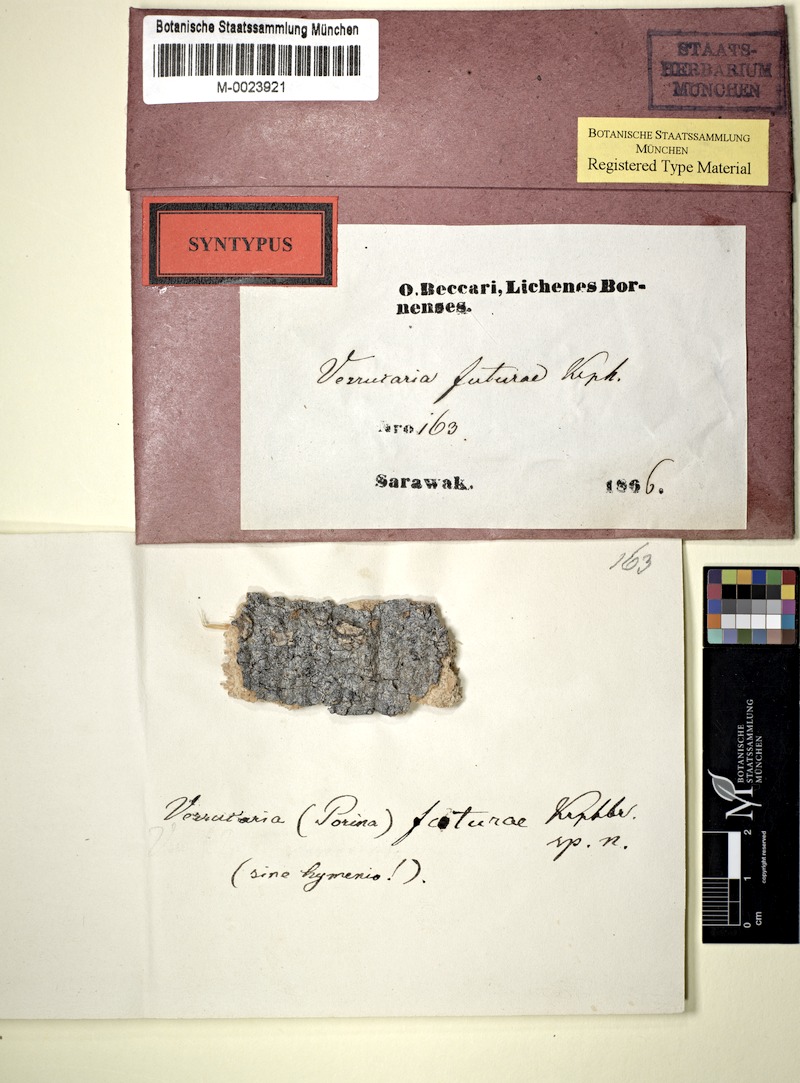 Botanische Staatssammlung München
M-0023921
STAATS-
HERBARIUM
MÜNCHEN
BOTANISCHE STAATSSAMMLUNG
MÜNCHEN
Registered Type Material
SYNTYPUS
O. Beccari, Lichenes Bor-
nenses.
Verrucaria futurae Krph.
Nro 163.
Sarawak. 1866.
163
Verrucaria (Porina) futurae Krphbr.
sp. n.
(sine hymenio!).
BOTANISCHE
STAATSSAMMLUNG
MÜNCHEN
0 1 2
cm
copyright reserved